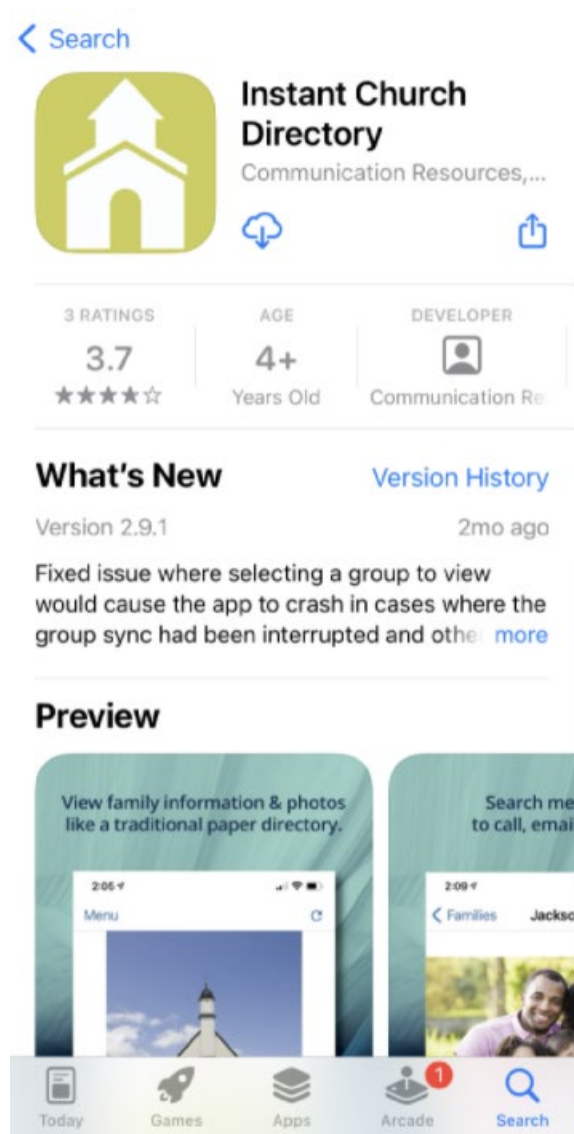 Search
Instant Church
Directory
Communication Resources,...
3 RATINGS
AGE
DEVELOPER
3.7
4+
Years Old
Communication Re
What's New
Version History
Version 2.9.1
2mo ago
Fixed issue where selecting a group to view
would cause the app to crash in cases where the
group sync had been interrupted and othe more
Preview
View family information & photos
like a traditional paper directory.
2:05
Menu
Search me
to call, emai
2:09
Families
Jackso
Today
Games
Apps
Arcade
1
Search